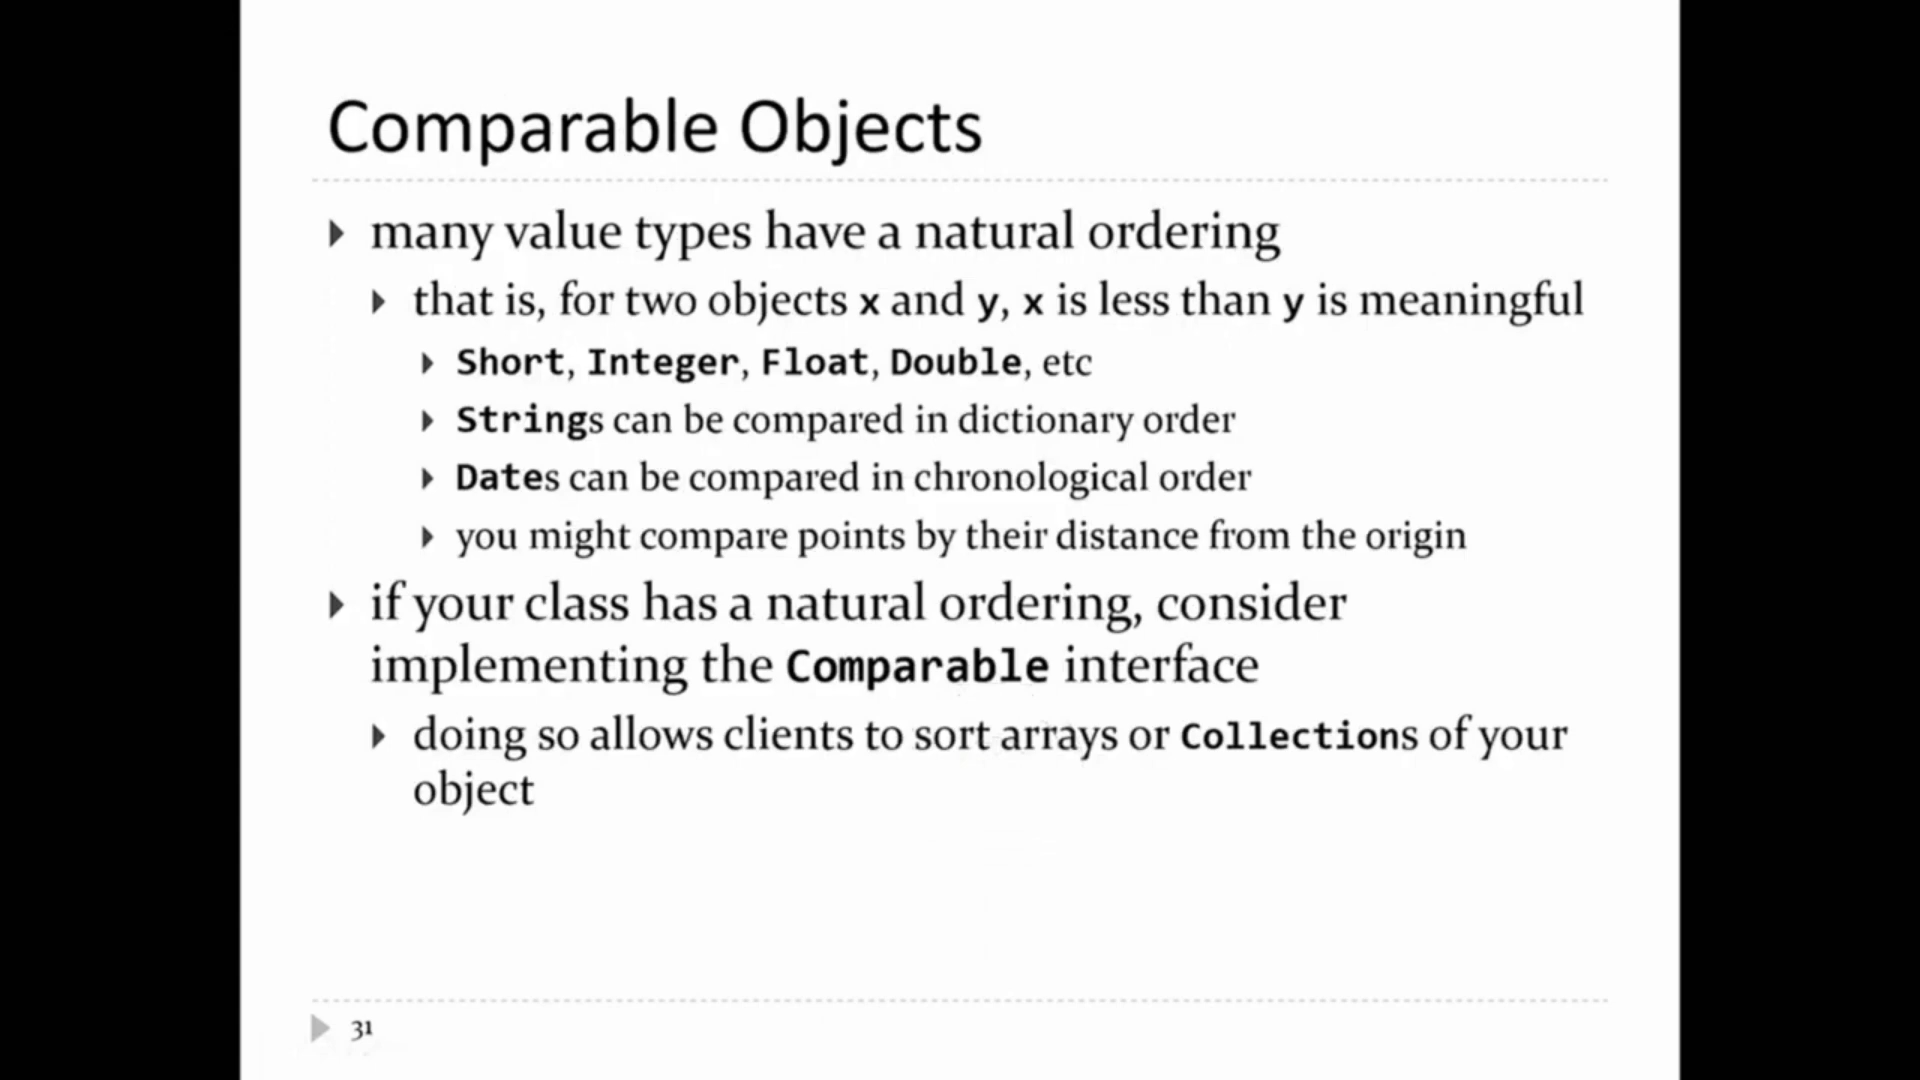 Comparable Objects
many value types have a natural ordering
that is, for two objects x and y, x is less than y is meaningful
Short, Integer, Float, Double, etc
Strings can be compared in dictionary order
Dates can be compared in chronological order
you might compare points by their distance from the origin
if your class has a natural ordering, consider
implementing the Comparable interface
doing so allows clients to sort arrays or Collections of your
object
31